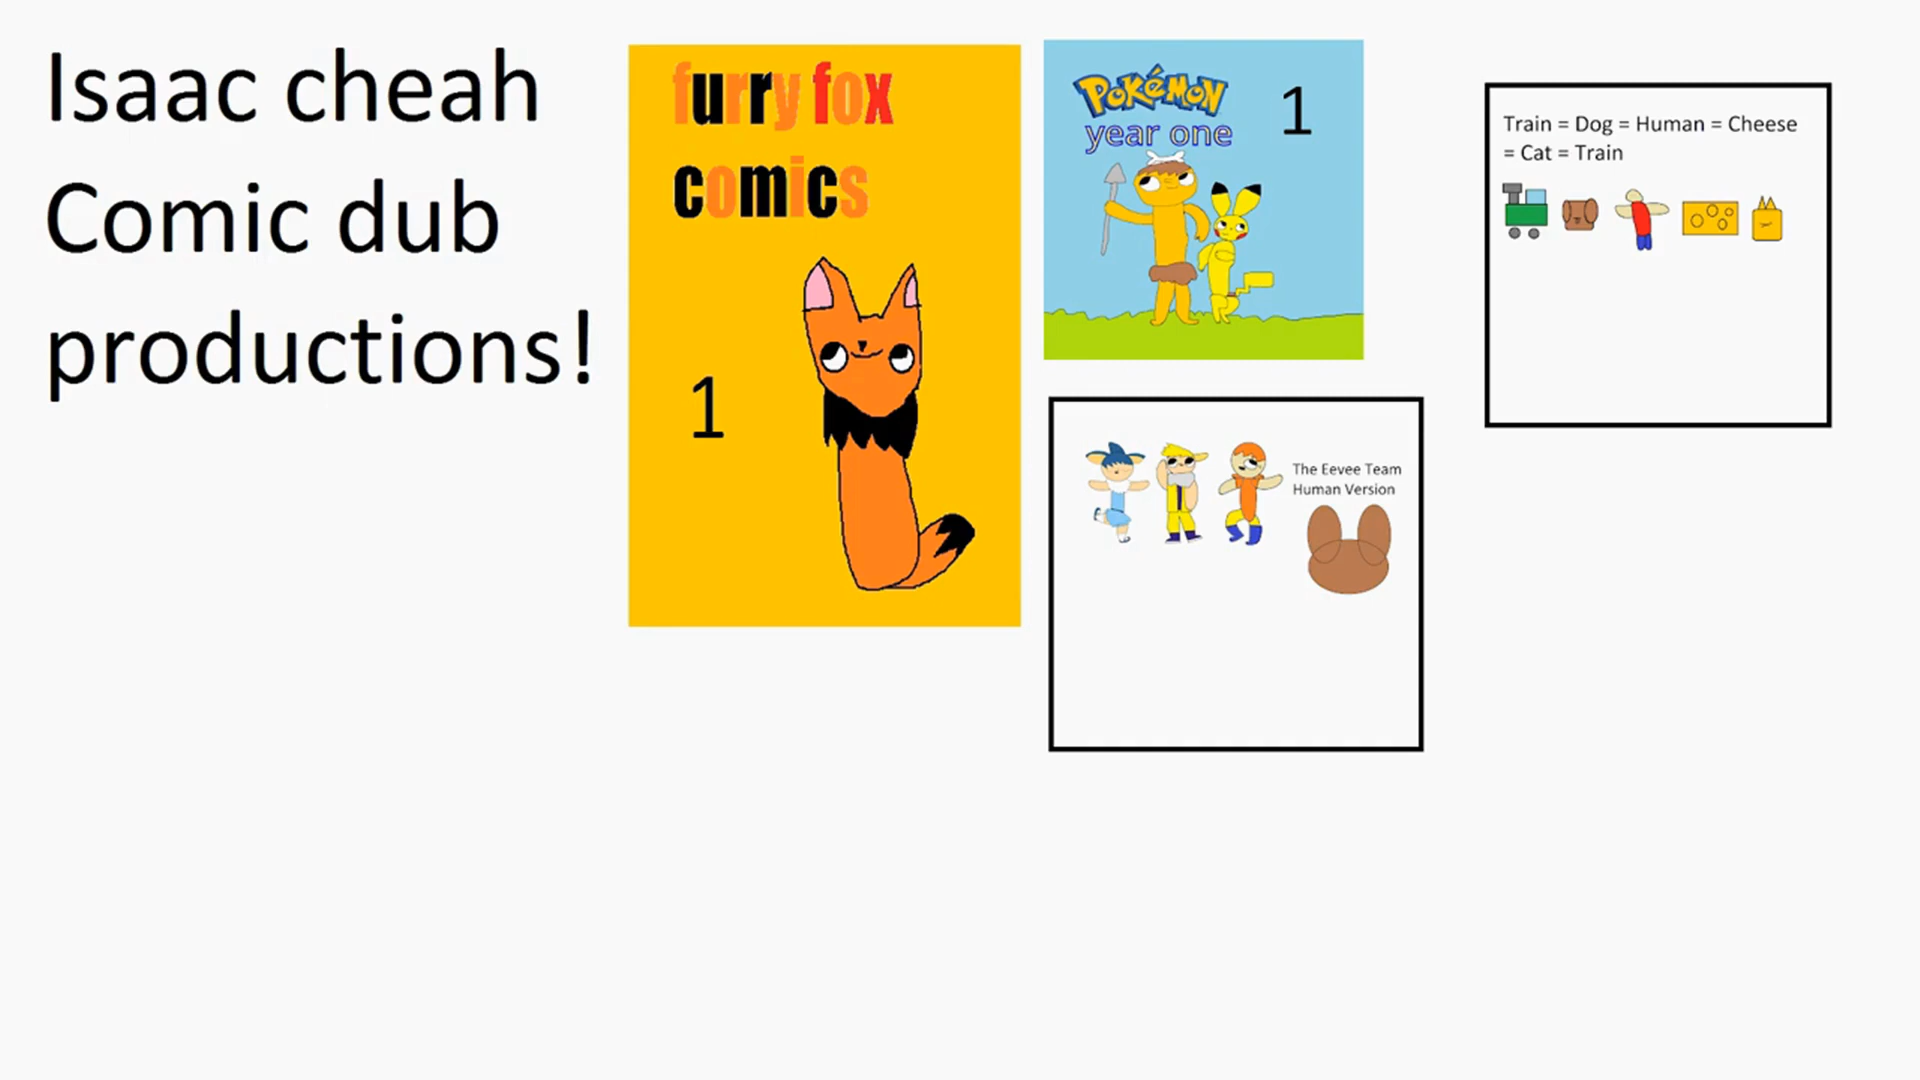 Isaac cheah
Comic dub
productions!
furry fox
comics
1
POKéMON
year one
1
Train = Dog = Human = Cheese
= Cat = Train
The Eevee Team
Human Version